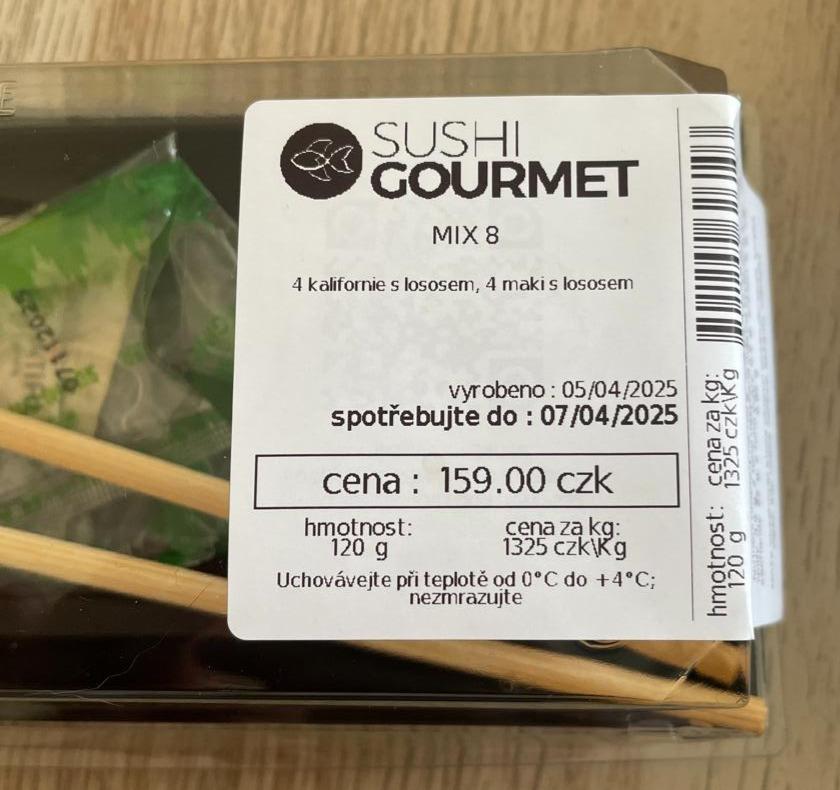 SUSHI
GOURMET
MIX 8
4 kalifornie s lososem, 4 maki s lososem
vyrobeno : 05/04/2025
spotřebujte do : 07/04/2025
cena : 159.00 czk
hmotnost:
120 g
cena za kg:
1325 czk\Kg
Uchovávejte při teplotě od 0°C do +4°C;
nezmrazujte
hmotnost:
120 g
cena za kg:
1325 czk\Kg